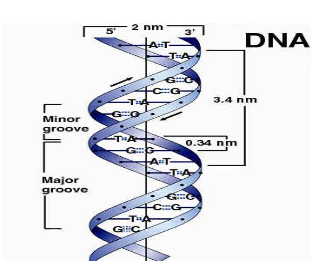 2 nm
5' 3'
DNA
A T
T A
G G
C G
3.4 nm
T A
G G
Minor
groove
T A
0.34 nm
G G
A T
T A
Major
groove
G G
C G
T A
G C